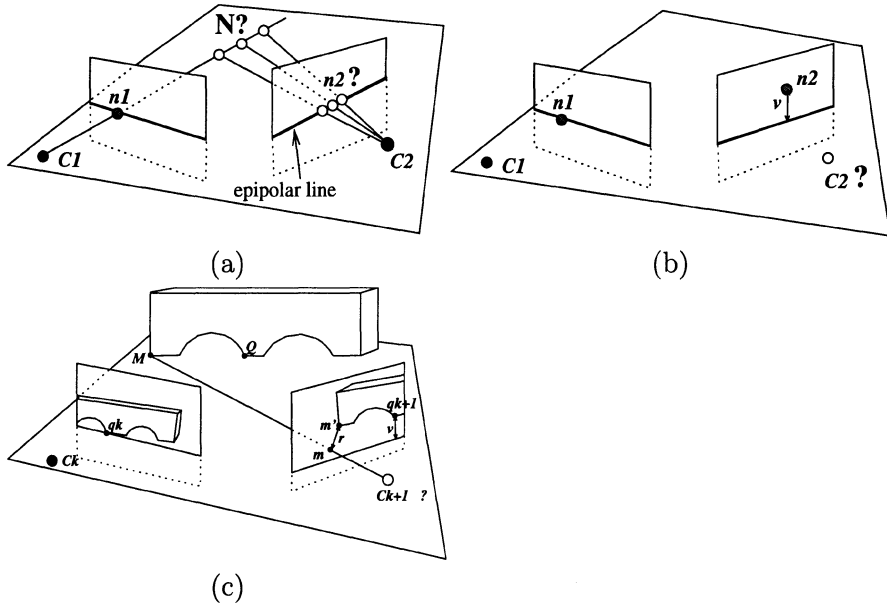 N?
n1
n2 ?
C1
C2
epipolar line
(a)
n1
n2
v
C1
C2 ?
(b)
M
Q
qk
qk+1
m'
r
v
m
Ck
Ck+1 ?
(c)